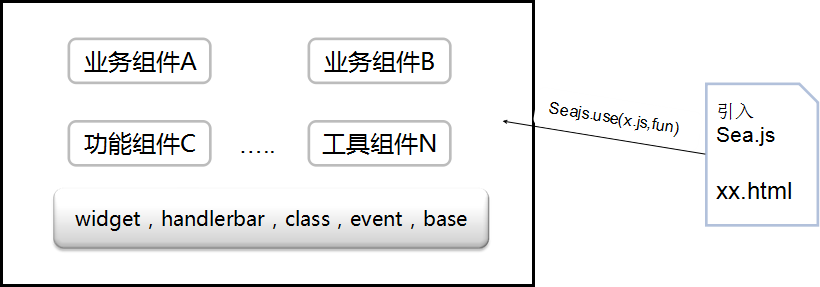 业务组件A
业务组件B
功能组件C
.....
工具组件N
widget，handlerbar，class，event，base
Seajs.use(x.js,fun)
引入
Sea.js
xx.html